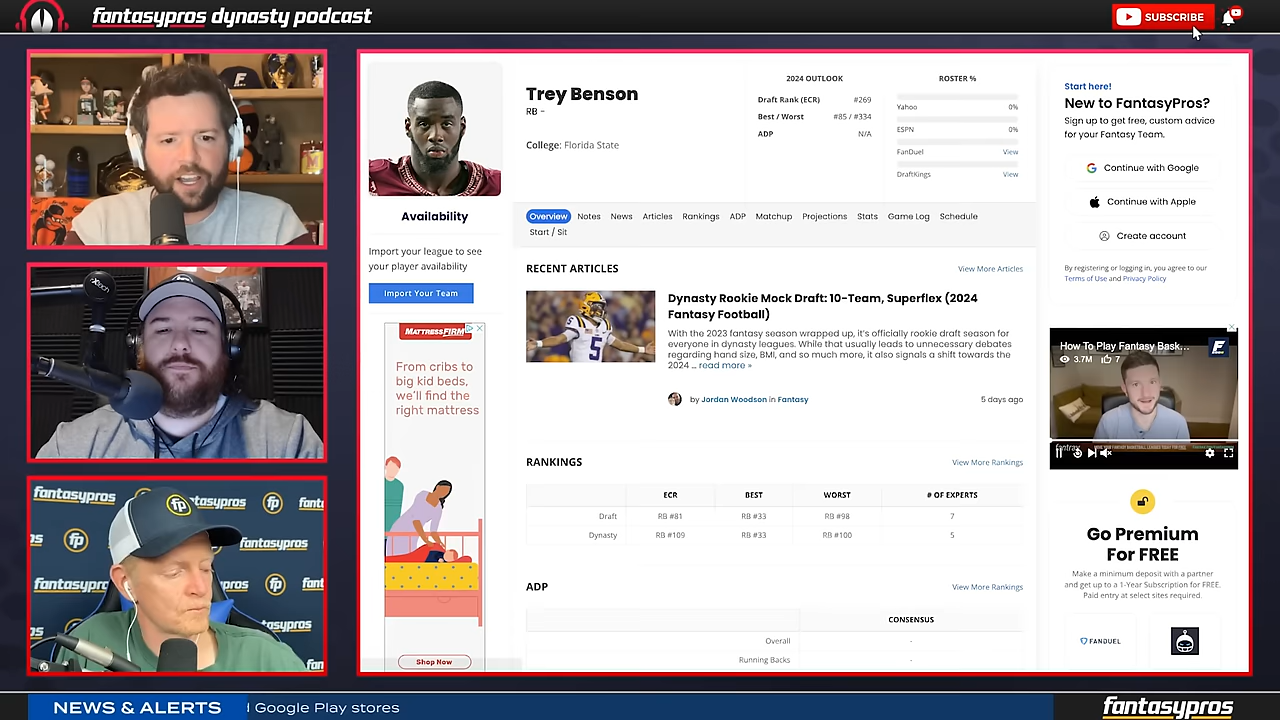 fantasypros dynasty podcast
SUBSCRIBE
Trey Benson
RB -
College: Florida State
2024 OUTLOOK
Draft Rank (ECR) #269
Best / Worst #85 / #334
ADP N/A
ROSTER %
Yahoo 0%
ESPN 0%
FanDuel View
DraftKings View
Availability
Import your league to see
your player availability
Import Your Team
Overview Notes News Articles Rankings ADP Matchup Projections Stats Game Log Schedule
Start / Sit
RECENT ARTICLES View More Articles
Dynasty Rookie Mock Draft: 10-Team, Superflex (2024
Fantasy Football)
With the 2023 fantasy season wrapped up, it's officially rookie draft season for
everyone in dynasty leagues. While that usually leads to unnecessary debates
regarding hand size, BMI, and so much more, it also signals a shift towards the
2024 ... read more »
by Jordan Woodson in Fantasy 5 days ago
RANKINGS View More Rankings
ECR BEST WORST # OF EXPERTS
Draft RB #81 RB #33 RB #98 7
Dynasty RB #109 RB #33 RB #100 5
ADP View More Rankings
CONSENSUS
Overall -
Running Backs -
MATTRESSFIRM
From cribs to
big kid beds,
we'll find the
right mattress
Shop Now
Start here!
New to FantasyPros?
Sign up to get free, custom advice
for your Fantasy Team.
Continue with Google
Continue with Apple
Create account
By registering or logging in, you agree to our
Terms of Use and Privacy Policy
How To Play Fantasy Bask...
3.7M 7
fantrax
Go Premium
For FREE
Make a minimum deposit with a partner
and get up to a 1-Year Subscription for FREE.
Paid entry at select sites required.
FANDUEL
fantasypros fp
fantasypros
NEWS & ALERTS
Google Play stores
fantasypros